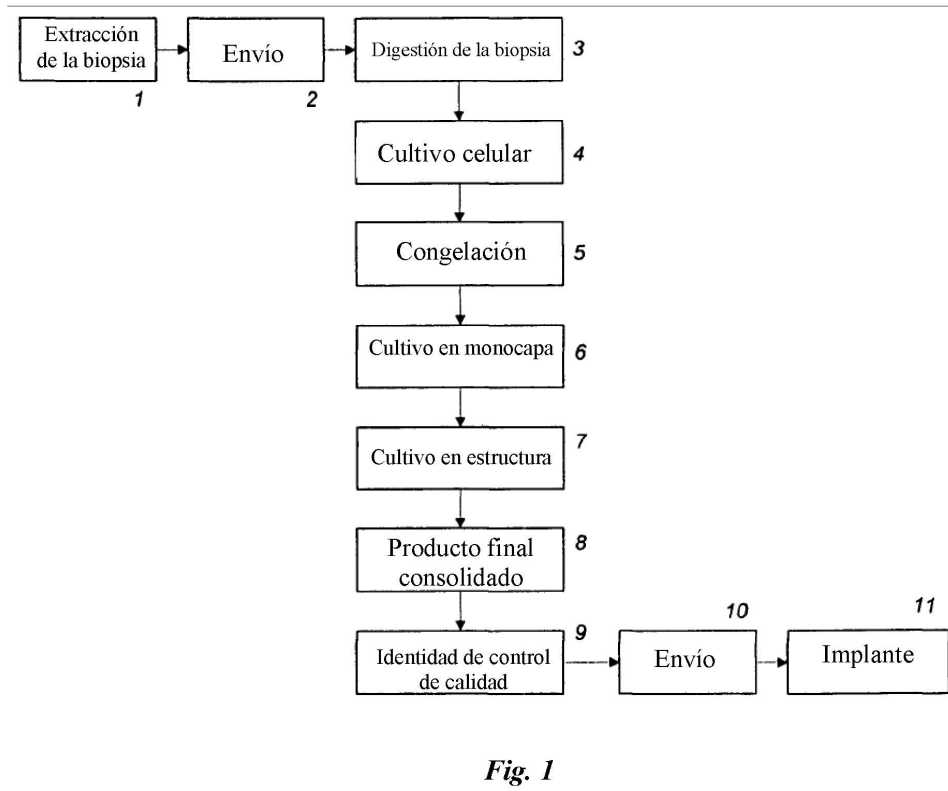 Extracción
de la biopsia
1
Envío
2
Digestión de la biopsia
3
Cultivo celular
4
Congelación
5
Cultivo en monocapa
6
Cultivo en estructura
7
Producto final
consolidado
8
Identidad de control
de calidad
9
Envío
10
Implante
11
Fig. 1